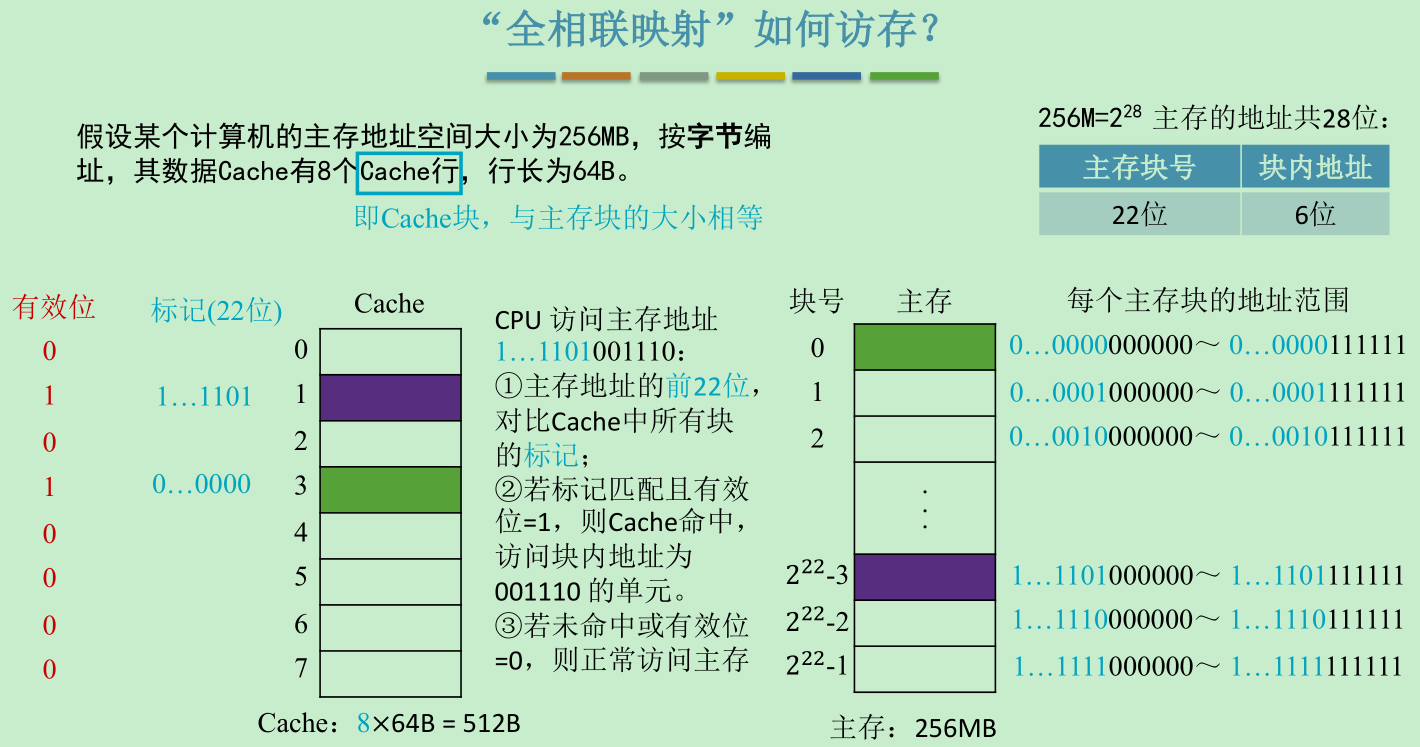 “全相联映射”如何访存？
假设某个计算机的主存地址空间大小为256MB，按字节编
址，其数据Cache有8个Cache行，行长为64B。
即Cache块，与主存块的大小相等
256M=2²⁸ 主存的地址共28位：
主存块号 块内地址
22位 6位
有效位 标记(22位) Cache
0 0
1 1…1101 1
0 2
1 0…0000 3
0 4
0 5
0 6
0 7
Cache：8×64B = 512B
CPU 访问主存地址
1…1101001110：
①主存地址的前22位，
对比Cache中所有块
的标记；
②若标记匹配且有效
位=1，则Cache命中，
访问块内地址为
001110 的单元。
③若未命中或有效位
=0，则正常访问主存
块号 主存 每个主存块的地址范围
0 0…0000000000～ 0…0000111111
1 0…0001000000～ 0…0001111111
2 0…0010000000～ 0…0010111111
2²²-3 1…1101000000～ 1…1101111111
2²²-2 1…1110000000～ 1…1110111111
2²²-1 1…1111000000～ 1…1111111111
主存：256MB